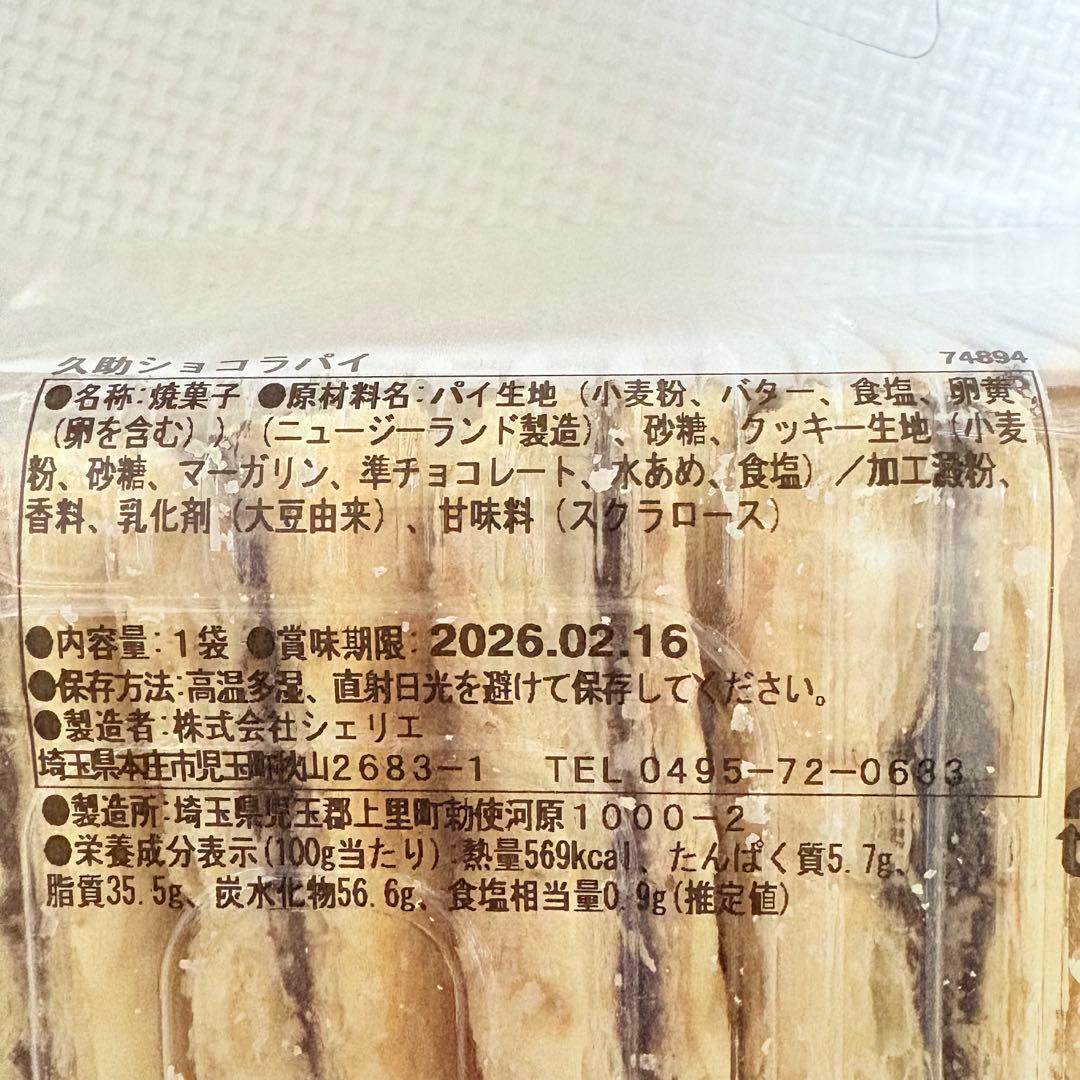 久助ショコラパイ 74894
●名称:焼菓子 ●原材料名:パイ生地(小麦粉、バター、食塩、卵黄
(卵を含む))(ニュージーランド製造)、砂糖、クッキー生地(小麦
粉、砂糖、マーガリン、準チョコレート、水あめ、食塩)/加工澱粉、
香料、乳化剤(大豆由来)、甘味料(スクラロース)
●内容量:1袋 ●賞味期限:2026.02.16
●保存方法:高温多湿、直射日光を避けて保存してください。
●製造者:株式会社シェリエ
埼玉県本庄市児玉町秋山2683-1 TEL 0495-72-0683
●製造所:埼玉県児玉郡上里町勅使河原1000-2
●栄養成分表示(100g当たり):熱量569kcal、たんぱく質5.7g、
脂質35.5g、炭水化物56.6g、食塩相当量0.9g(推定値)